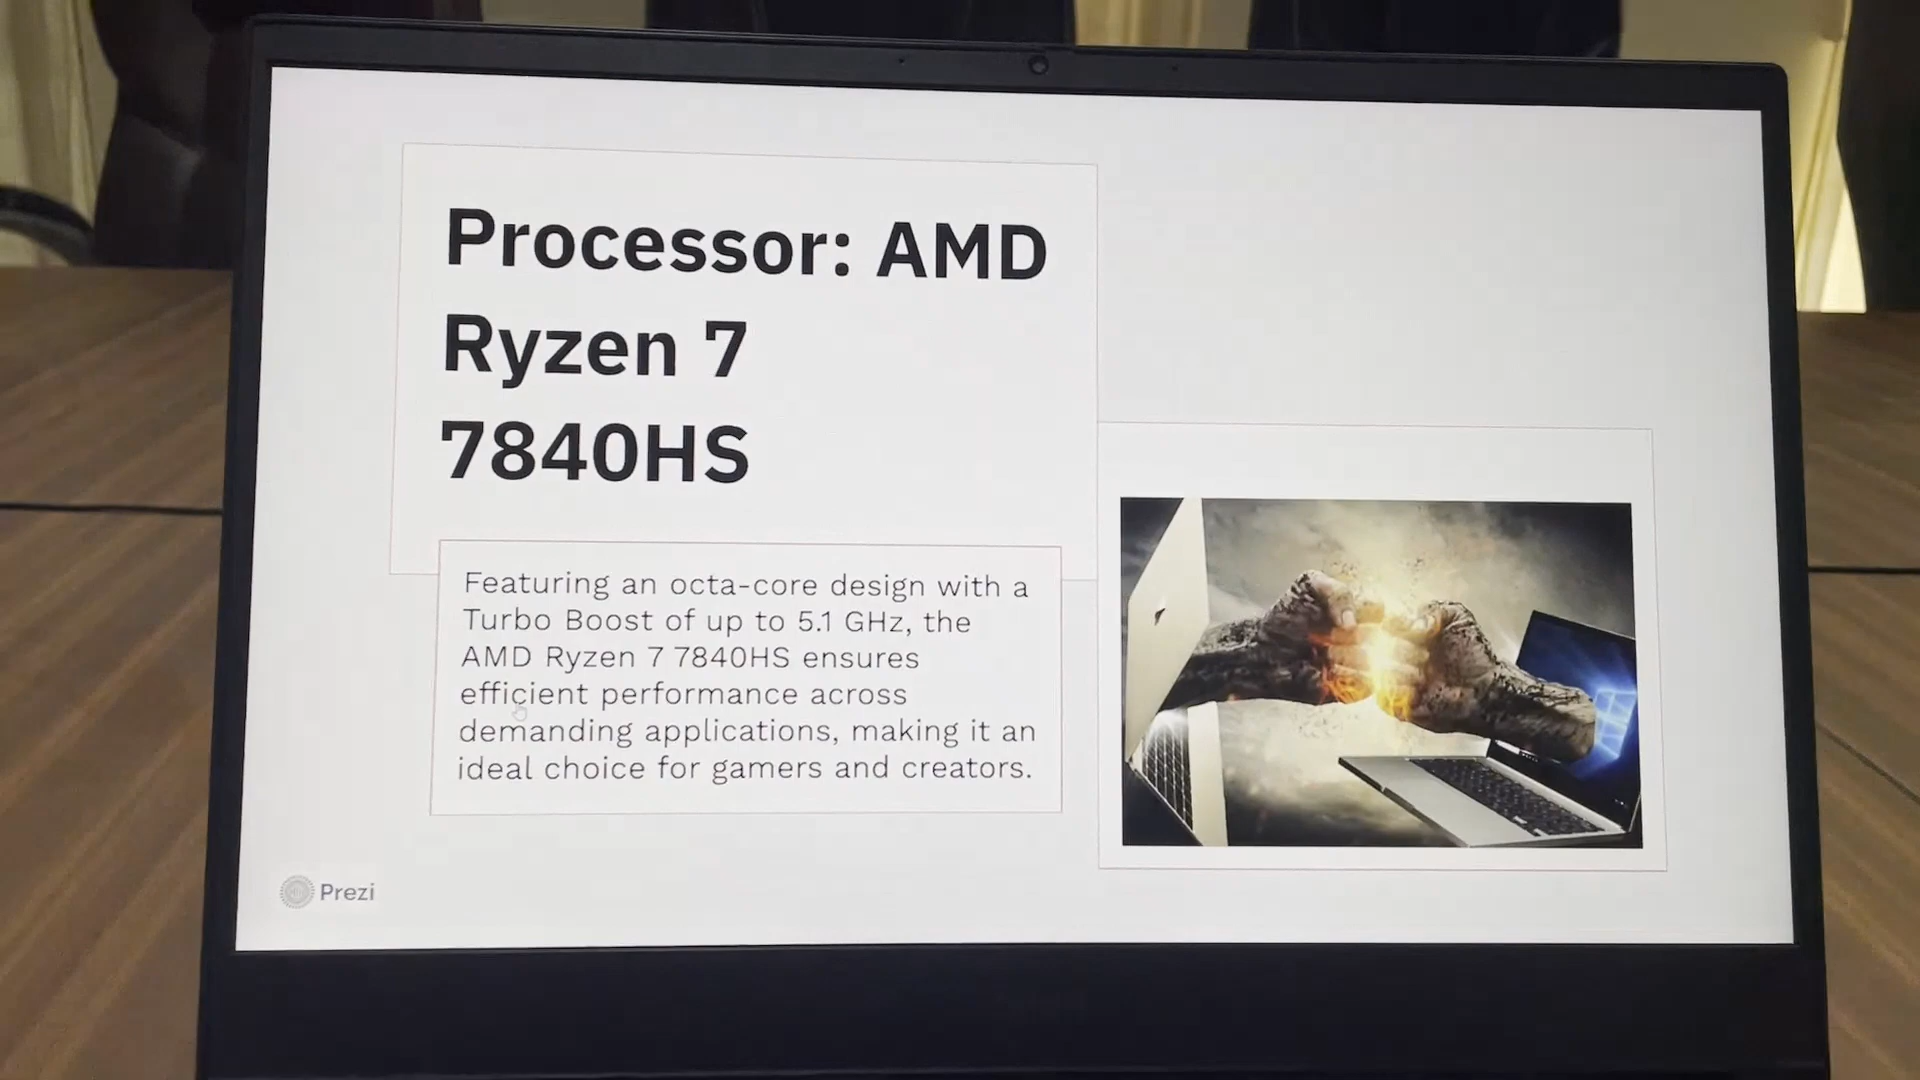 Processor: AMD
Ryzen 7
7840HS
Featuring an octa-core design with a
Turbo Boost of up to 5.1 GHz, the
AMD Ryzen 7 7840HS ensures
efficient performance across
demanding applications, making it an
ideal choice for gamers and creators.
Prezi